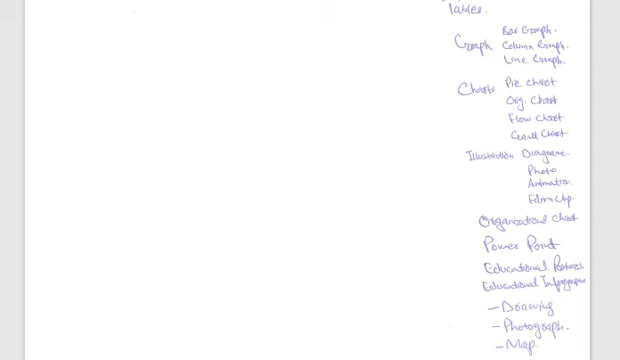 Tables.
Bar Graph.
Graph Column Graph.
Line Graph.
Charts Pie chart
Org. Chart
Flow Chart
Gantt Chart
Illustration Diagrams
Photo
Animation
Film clip
Organizational Chart
Power Point
Educational Posters
Educational Infographic
- Drawing
- Photograph.
- Map.